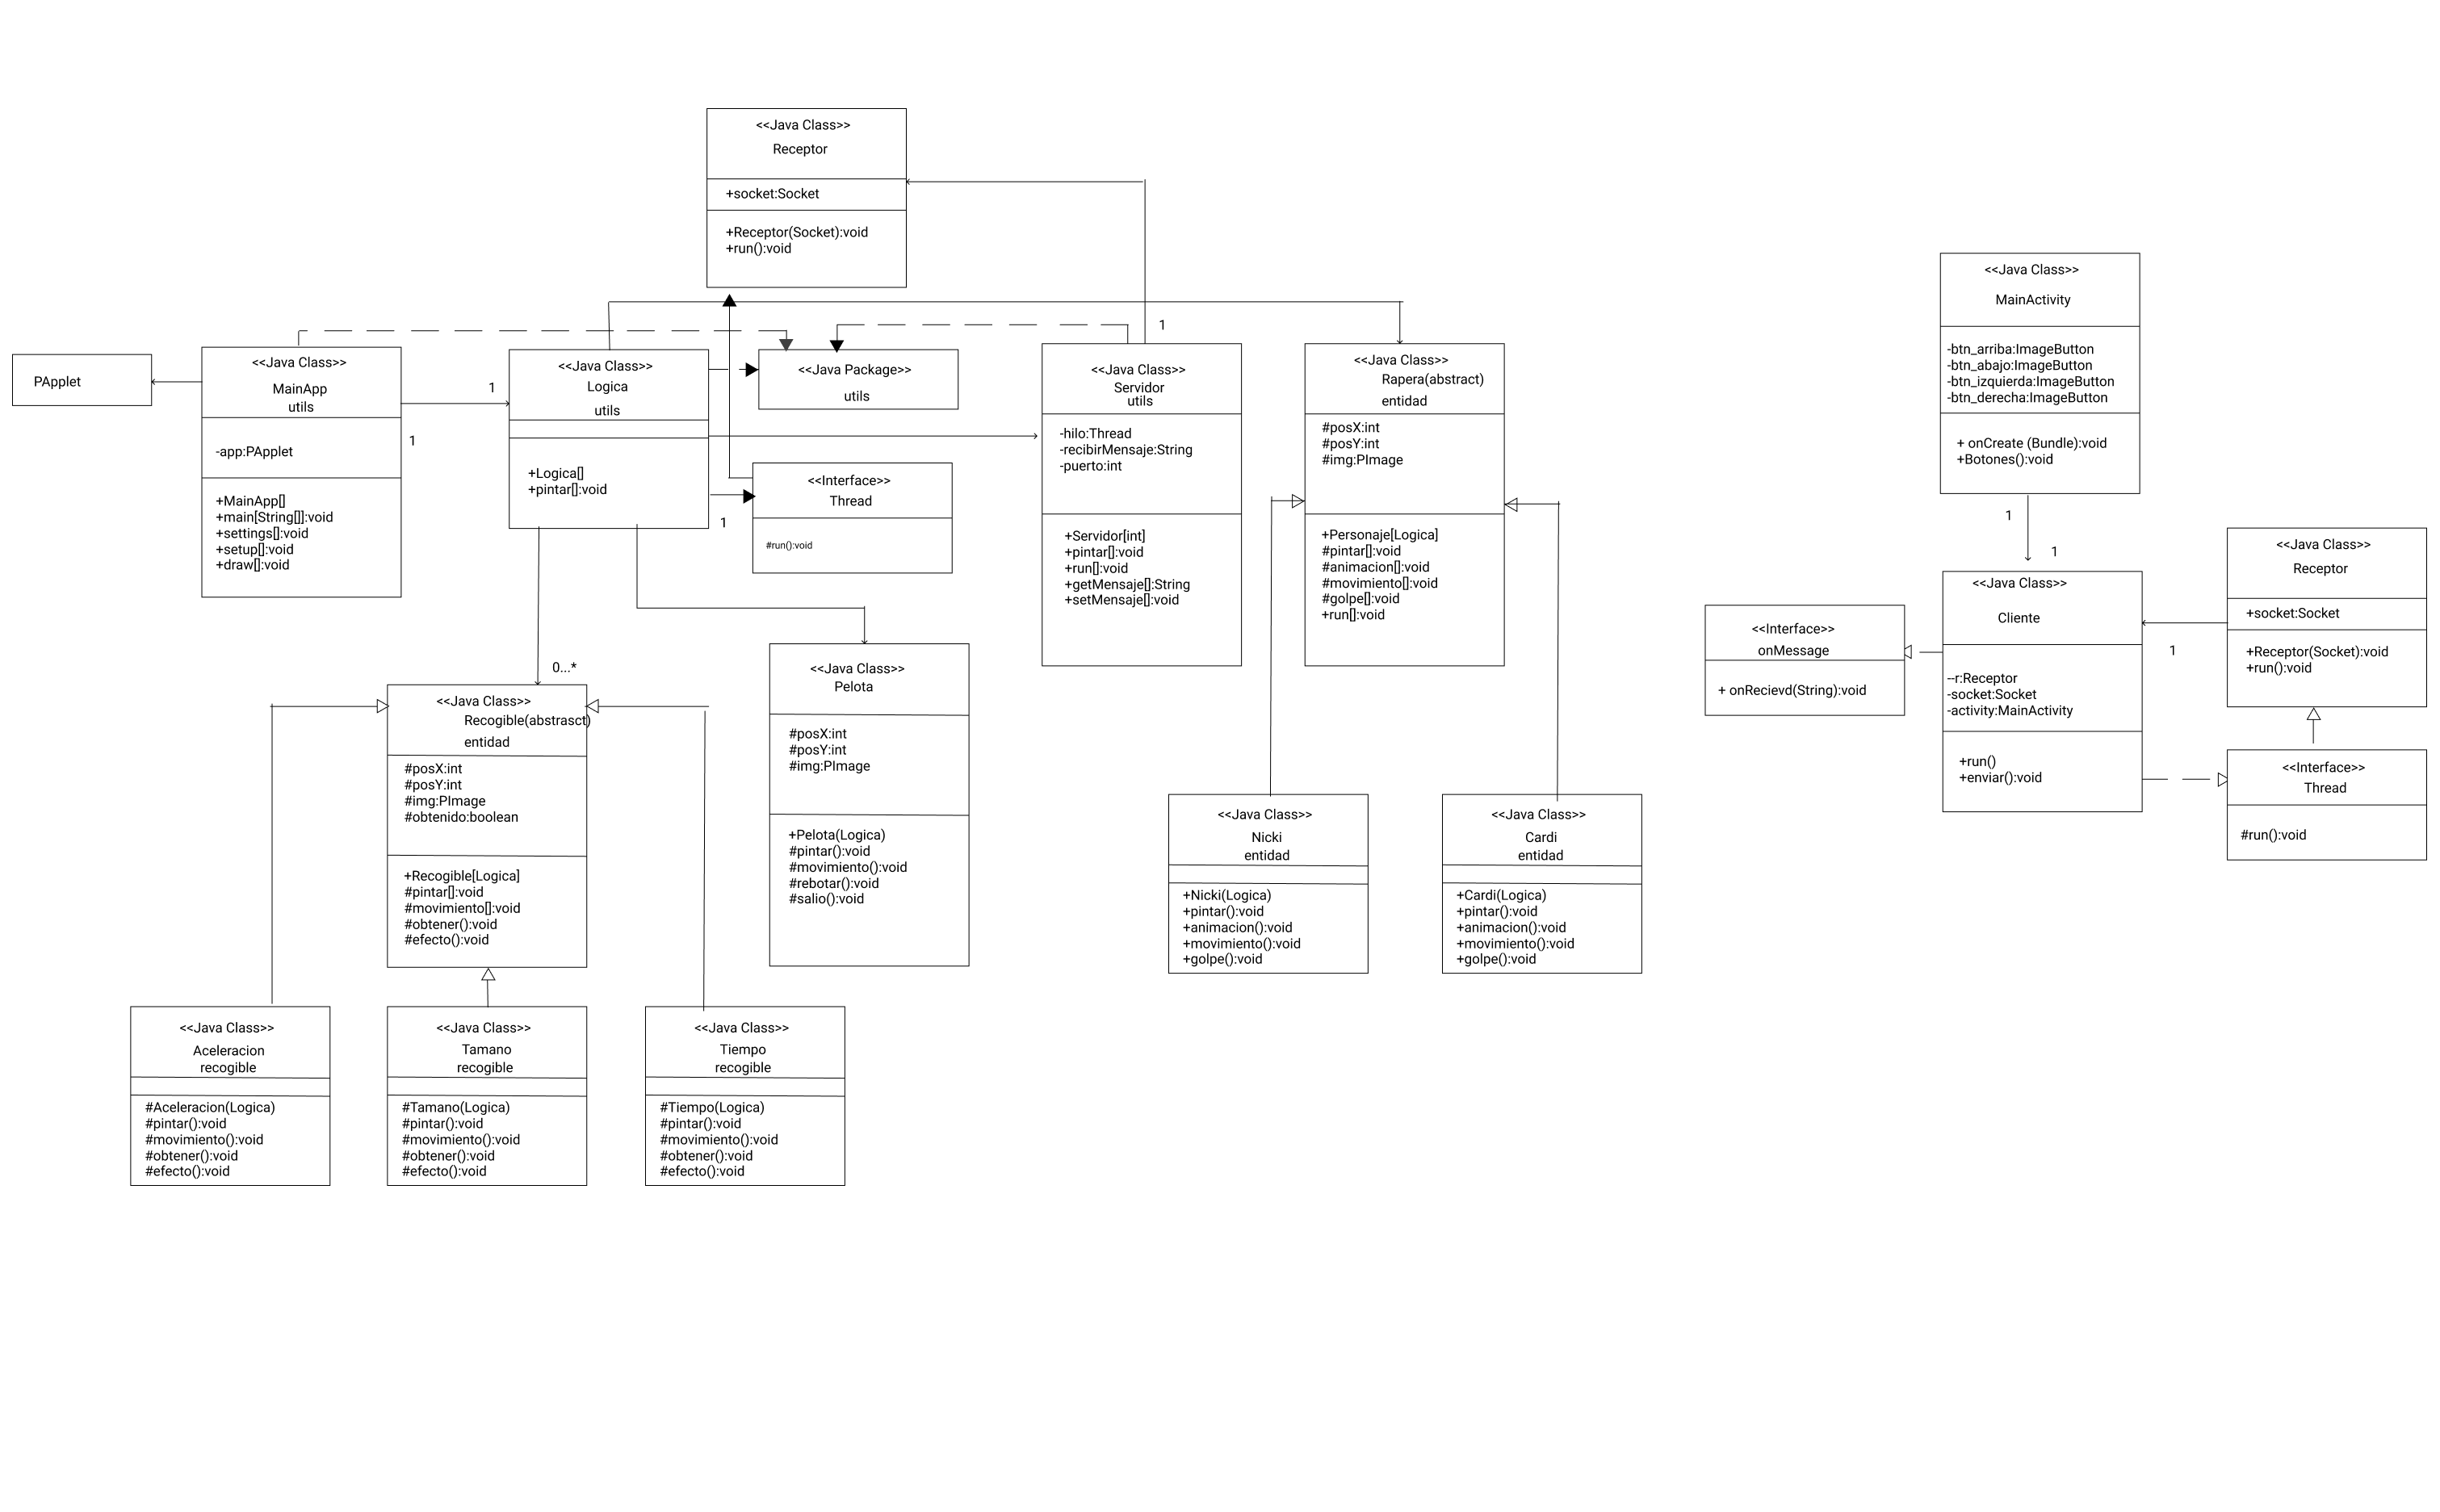 <<Java Class>>
Receptor
+socket:Socket
+Receptor(Socket):void
+run():void
PApplet
<<Java Class>>
MainApp
utils
-app:PApplet
+MainApp[]
+main[String[]]:void
+settings[]:void
+setup[]:void
+draw[]:void
1
1
<<Java Class>>
Logica
utils
+Logica[]
+pintar[]:void
<<Java Package>>
utils
<<Interface>>
Thread
#run():void
1
1
<<Java Class>>
Servidor
utils
-hilo:Thread
-recibirMensaje:String
-puerto:int
+Servidor[int]
+pintar[]:void
+run[]:void
+getMensaje[]:String
+setMensaje[]:void
<<Java Class>>
Rapera(abstract)
entidad
#posX:int
#posY:int
#img:PImage
+Personaje[Logica]
#pintar[]:void
#animacion[]:void
#movimiento[]:void
#golpe[]:void
+run[]:void
0...*
<<Java Class>>
Recogible(abstrasct)
entidad
#posX:int
#posY:int
#img:PImage
#obtenido:boolean
+Recogible[Logica]
#pintar[]:void
#movimiento[]:void
#obtener():void
#efecto():void
<<Java Class>>
Pelota
#posX:int
#posY:int
#img:PImage
+Pelota(Logica)
#pintar():void
#movimiento():void
#rebotar():void
#salio():void
<<Java Class>>
Nicki
entidad
+Nicki(Logica)
+pintar():void
+animacion():void
+movimiento():void
+golpe():void
<<Java Class>>
Cardi
entidad
+Cardi(Logica)
+pintar():void
+animacion():void
+movimiento():void
+golpe():void
<<Java Class>>
Aceleracion
recogible
#Aceleracion(Logica)
#pintar():void
#movimiento():void
#obtener():void
#efecto():void
<<Java Class>>
Tamano
recogible
#Tamano(Logica)
#pintar():void
#movimiento():void
#obtener():void
#efecto():void
<<Java Class>>
Tiempo
recogible
#Tiempo(Logica)
#pintar():void
#movimiento():void
#obtener():void
#efecto():void
<<Java Class>>
MainActivity
-btn_arriba:ImageButton
-btn_abajo:ImageButton
-btn_izquierda:ImageButton
-btn_derecha:ImageButton
+ onCreate (Bundle):void
+Botones():void
1
1
<<Interface>>
onMessage
+ onRecievd(String):void
<<Java Class>>
Cliente
--r:Receptor
-socket:Socket
-activity:MainActivity
+run()
+enviar():void
1
<<Java Class>>
Receptor
+socket:Socket
+Receptor(Socket):void
+run():void
<<Interface>>
Thread
#run():void